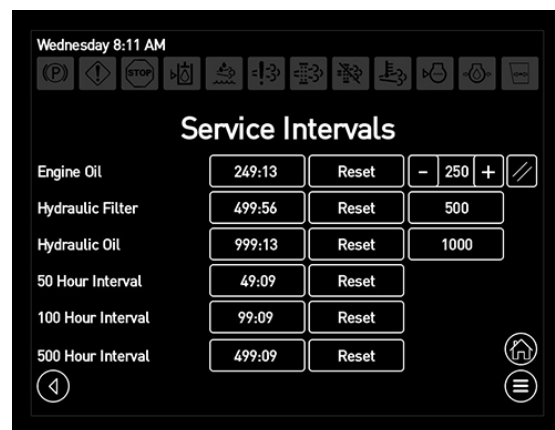 Wednesday 8:11 AM
(P) STOP
Service Intervals
Engine Oil 249:13 Reset - 250 +
Hydraulic Filter 499:56 Reset 500
Hydraulic Oil 999:13 Reset 1000
50 Hour Interval 49:09 Reset
100 Hour Interval 99:09 Reset
500 Hour Interval 499:09 Reset